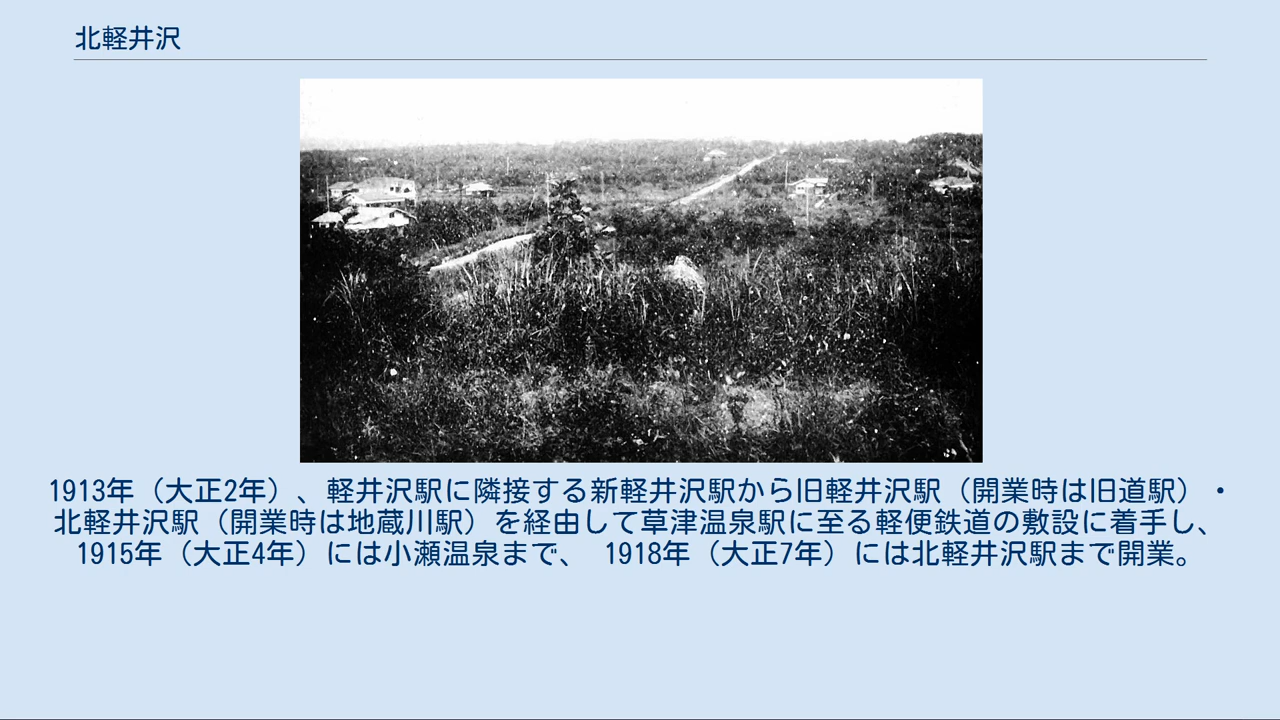 北軽井沢
1913年（大正2年）、軽井沢駅に隣接する新軽井沢駅から旧軽井沢駅（開業時は旧道駅）・
北軽井沢駅（開業時は地蔵川駅）を経由して草津温泉駅に至る軽便鉄道の敷設に着手し、
1915年（大正4年）には小瀬温泉まで、 1918年（大正7年）には北軽井沢駅まで開業。